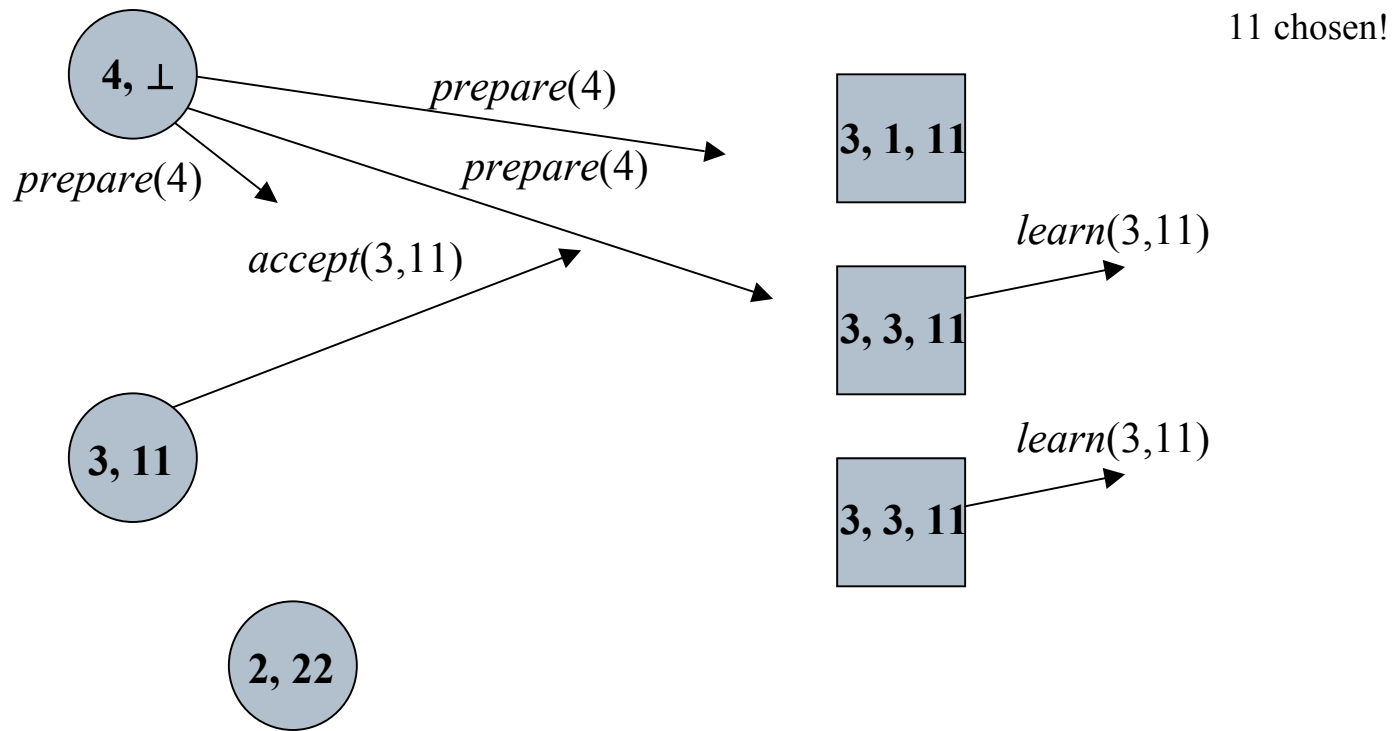 11 chosen!
4, ⊥
prepare(4)
prepare(4)
prepare(4)
3, 1, 11
learn(3,11)
accept(3,11)
3, 3, 11
learn(3,11)
3, 11
3, 3, 11
2, 22